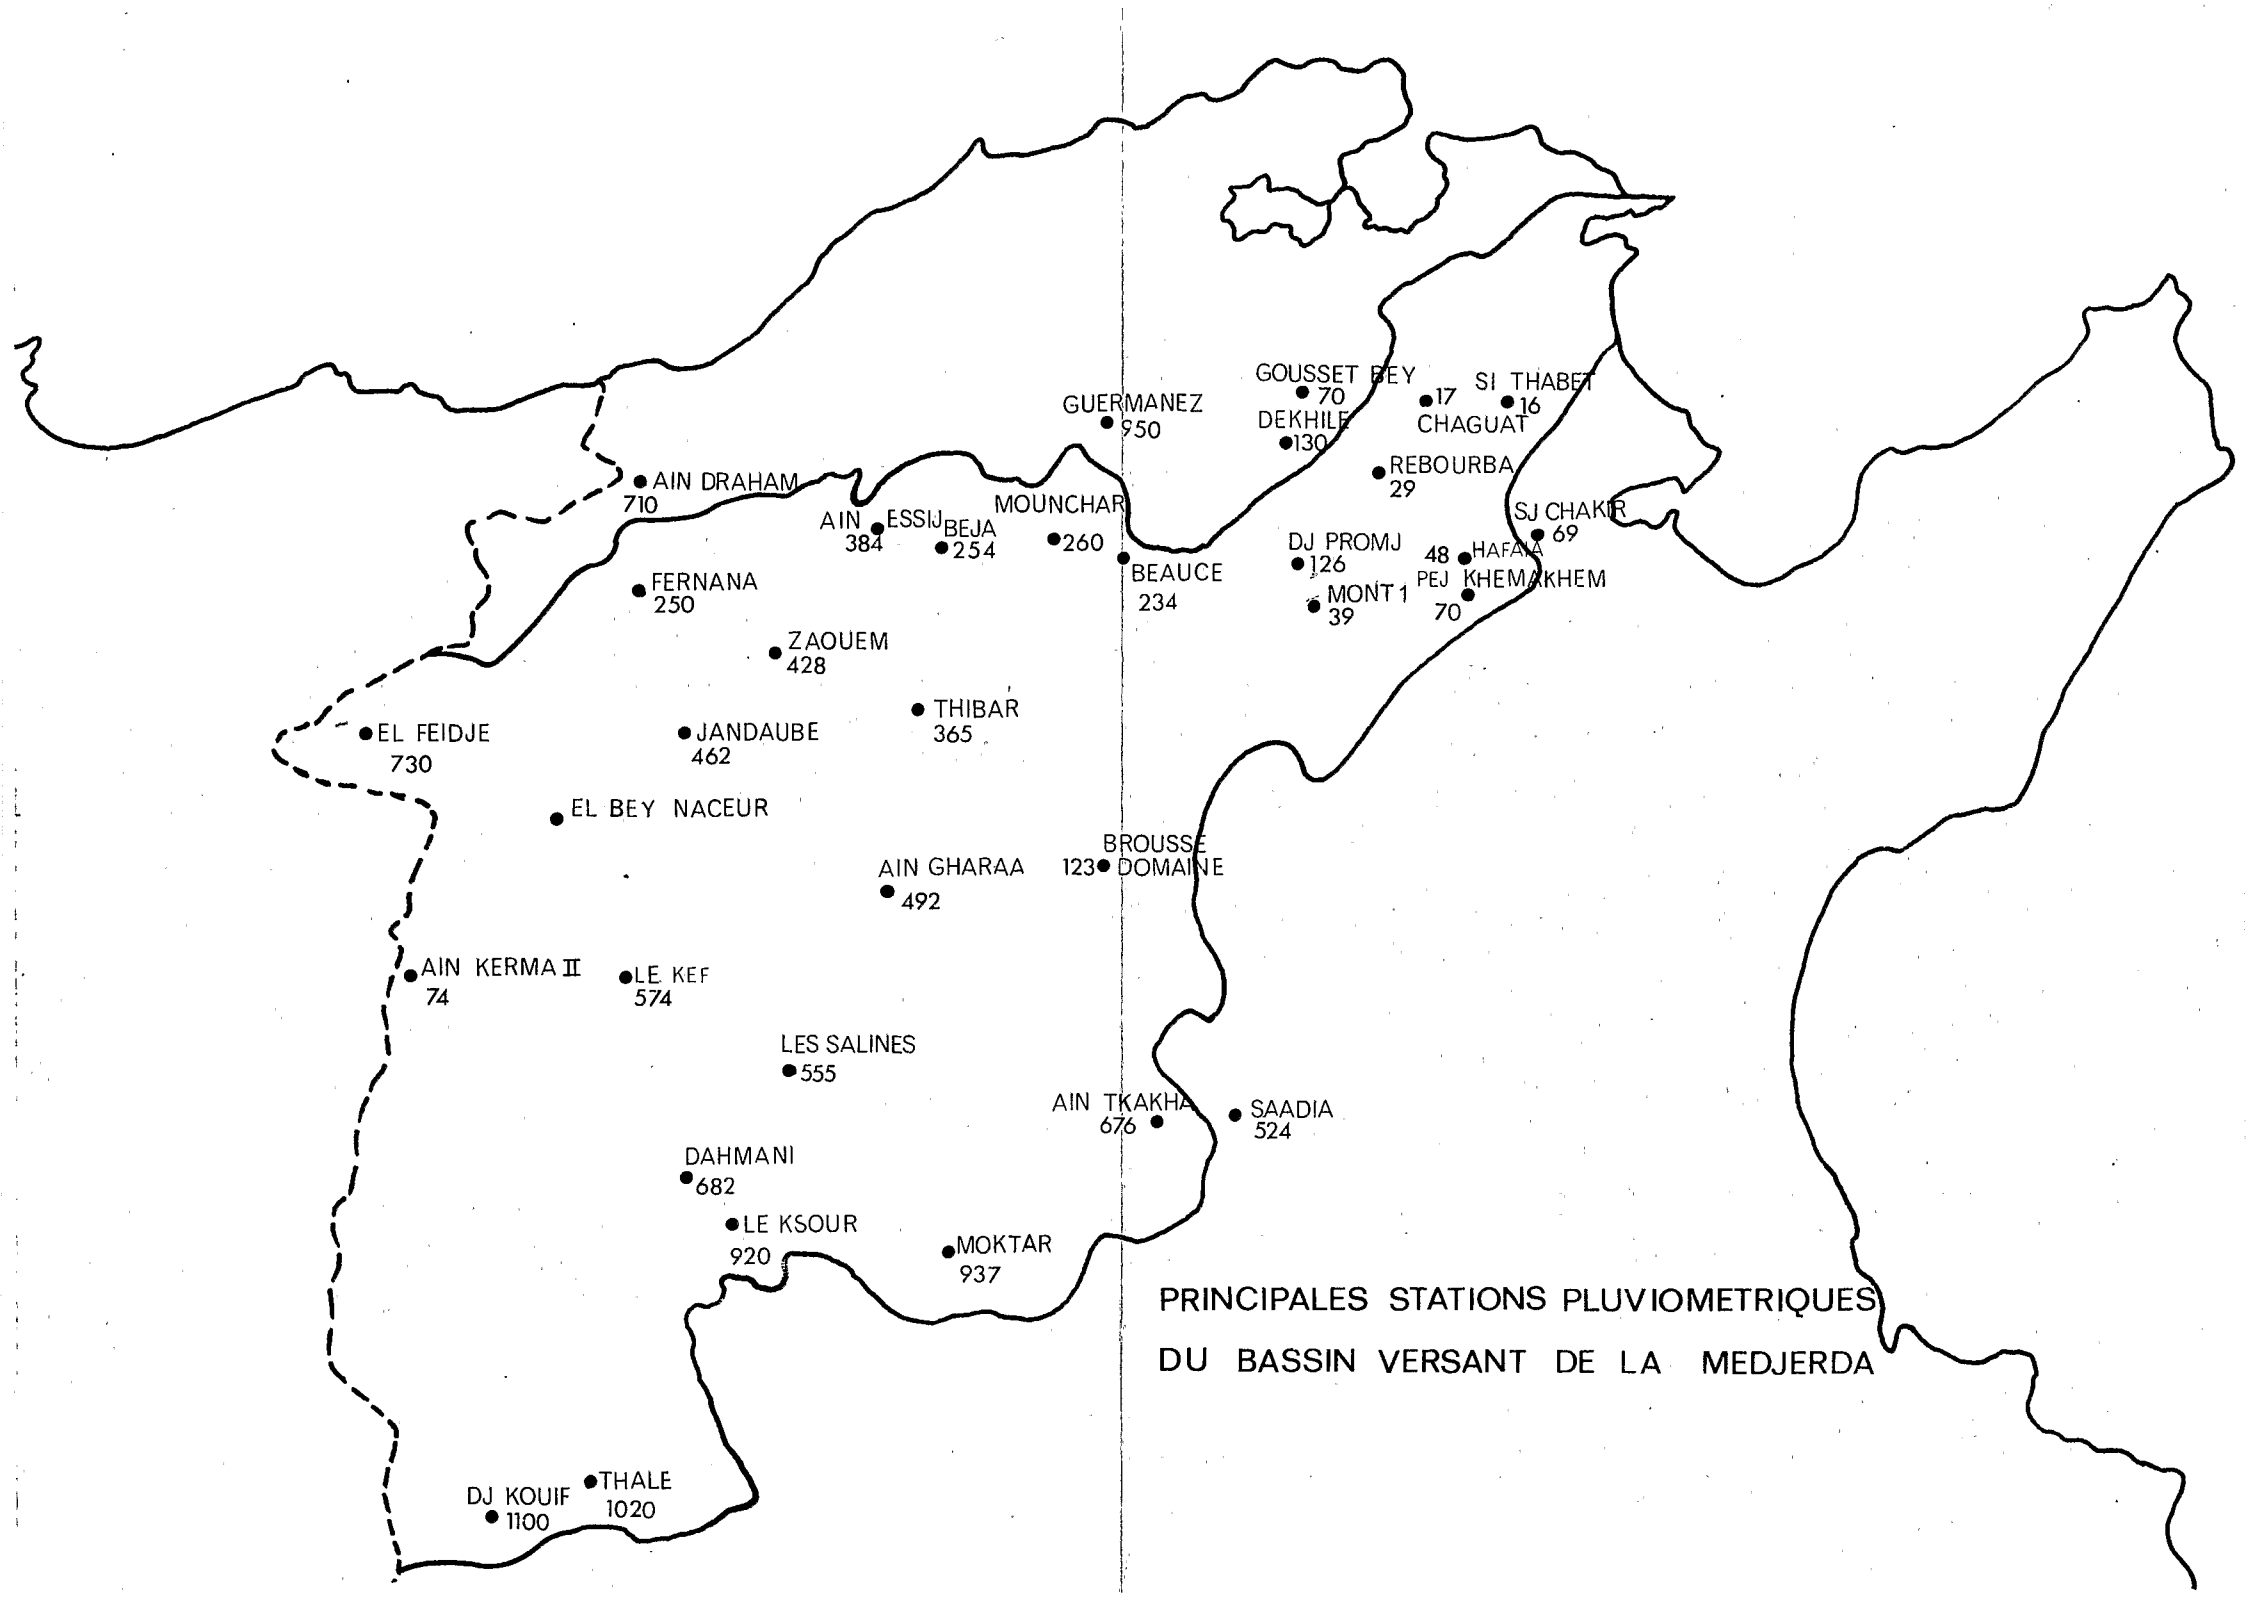 GOUSSET BEY
70
17
CHAGUAT
SI THABET
16
GUERMANEZ
950
DEKHILE
130
REBOURBA
29
AIN DRAHAM
710
AIN ESSIJ
384
BEJA
254
MOUNCHAR
260
BEAUCE
234
SJ CHAKIR
69
DJ PROMJ
126
48 HAFAIA
PEJ KHEMAKHEM
70
MONT 1
39
FERNANA
250
ZAOUEM
428
THIBAR
365
EL FEIDJE
730
JANDAUBE
462
EL BEY NACEUR
BROUSSE
123 DOMAINE
AIN GHARAA
492
AIN KERMA II
74
LE KEF
574
LES SALINES
555
AIN TKAKHA
676
SAADIA
524
DAHMANI
682
LE KSOUR
920
MOKTAR
937
PRINCIPALES STATIONS PLUVIOMETRIQUES
DU BASSIN VERSANT DE LA MEDJERDA
THALE
1020
DJ KOUIF
1100